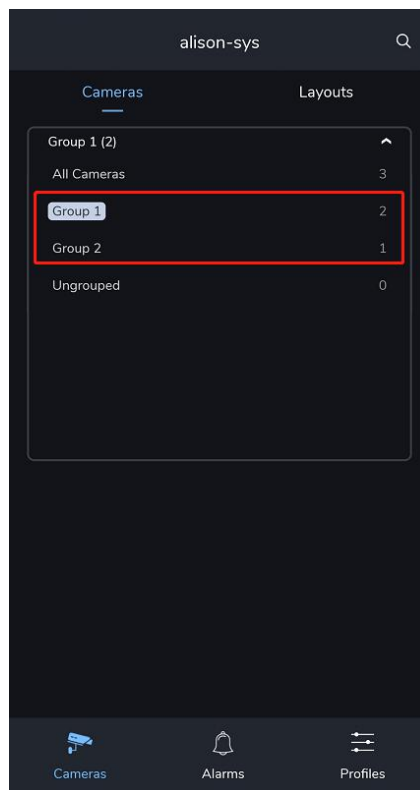 alison-sys
Cameras Layouts
Group 1 (2)
All Cameras 3
Group 1 2
Group 2 1
Ungrouped 0
Cameras Alarms Profiles